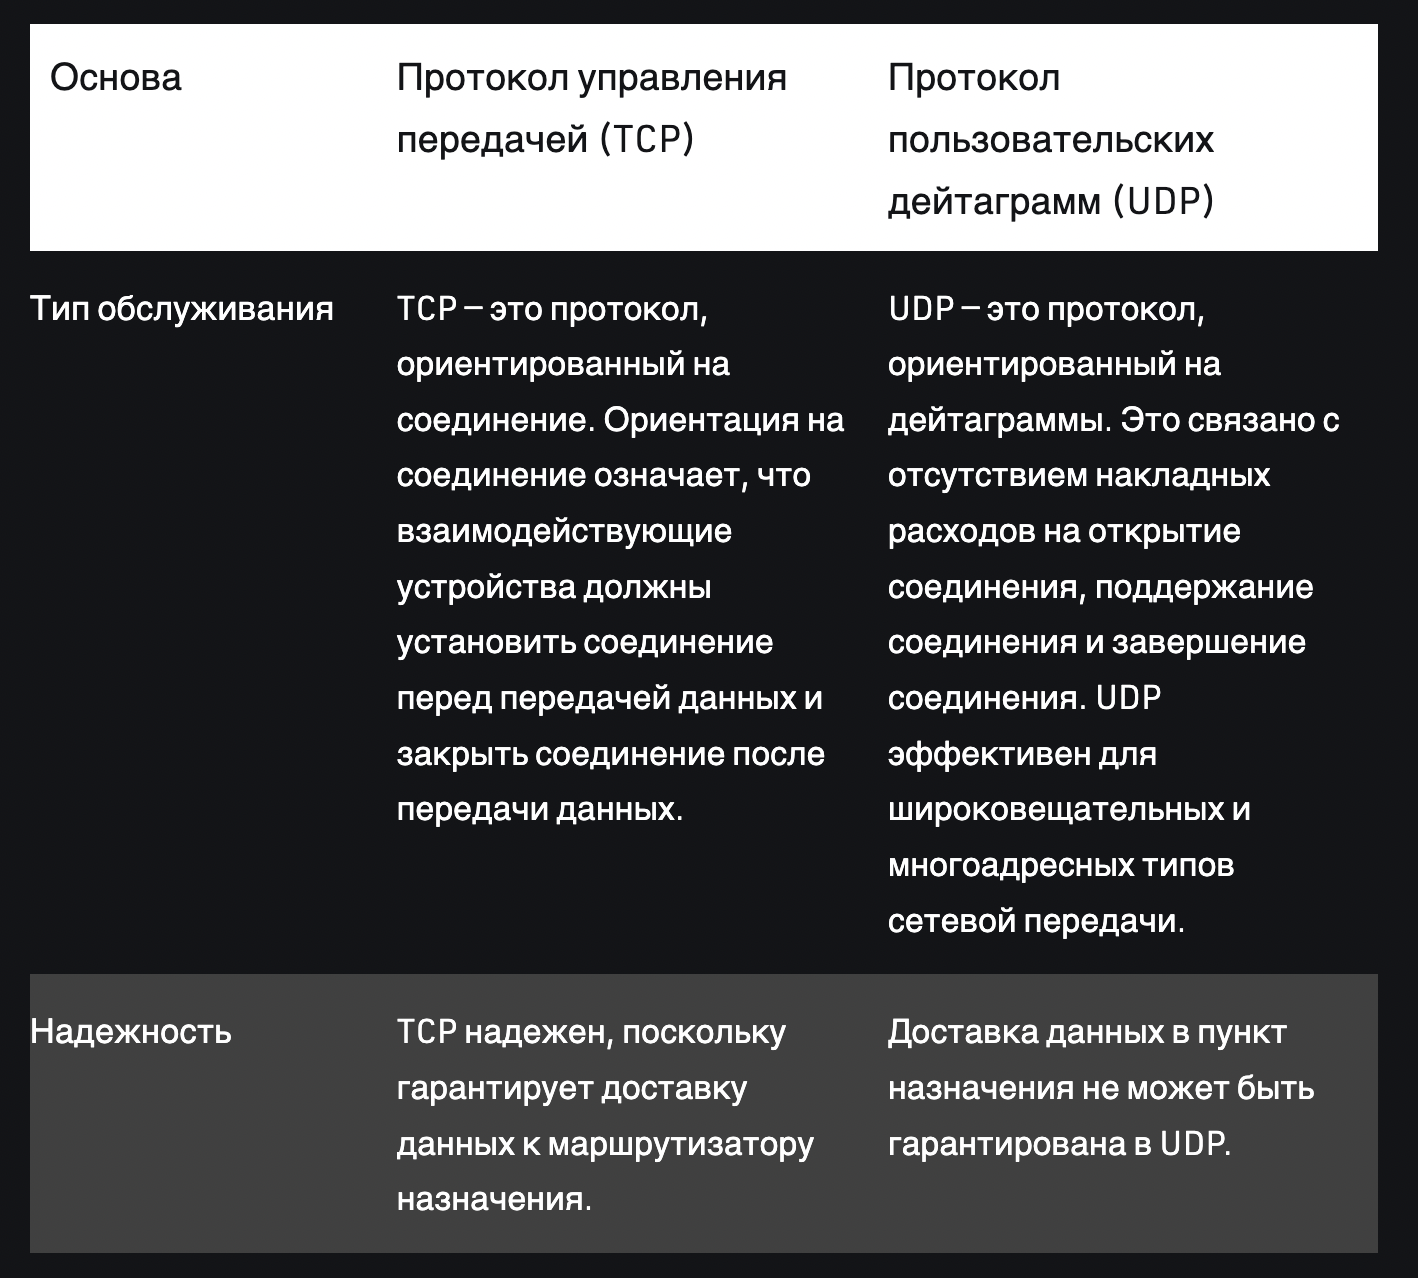 Основа
Протокол управления
передачей (TCP)
Протокол
пользовательских
дейтаграмм (UDP)
Тип обслуживания
TCP – это протокол,
ориентированный на
соединение. Ориентация на
соединение означает, что
взаимодействующие
устройства должны
установить соединение
перед передачей данных и
закрыть соединение после
передачи данных.
UDP – это протокол,
ориентированный на
дейтаграммы. Это связано с
отсутствием накладных
расходов на открытие
соединения, поддержание
соединения и завершение
соединения. UDP
эффективен для
широковещательных и
многоадресных типов
сетевой передачи.
Надежность
TCP надежен, поскольку
гарантирует доставку
данных к маршрутизатору
назначения.
Доставка данных в пункт
назначения не может быть
гарантирована в UDP.